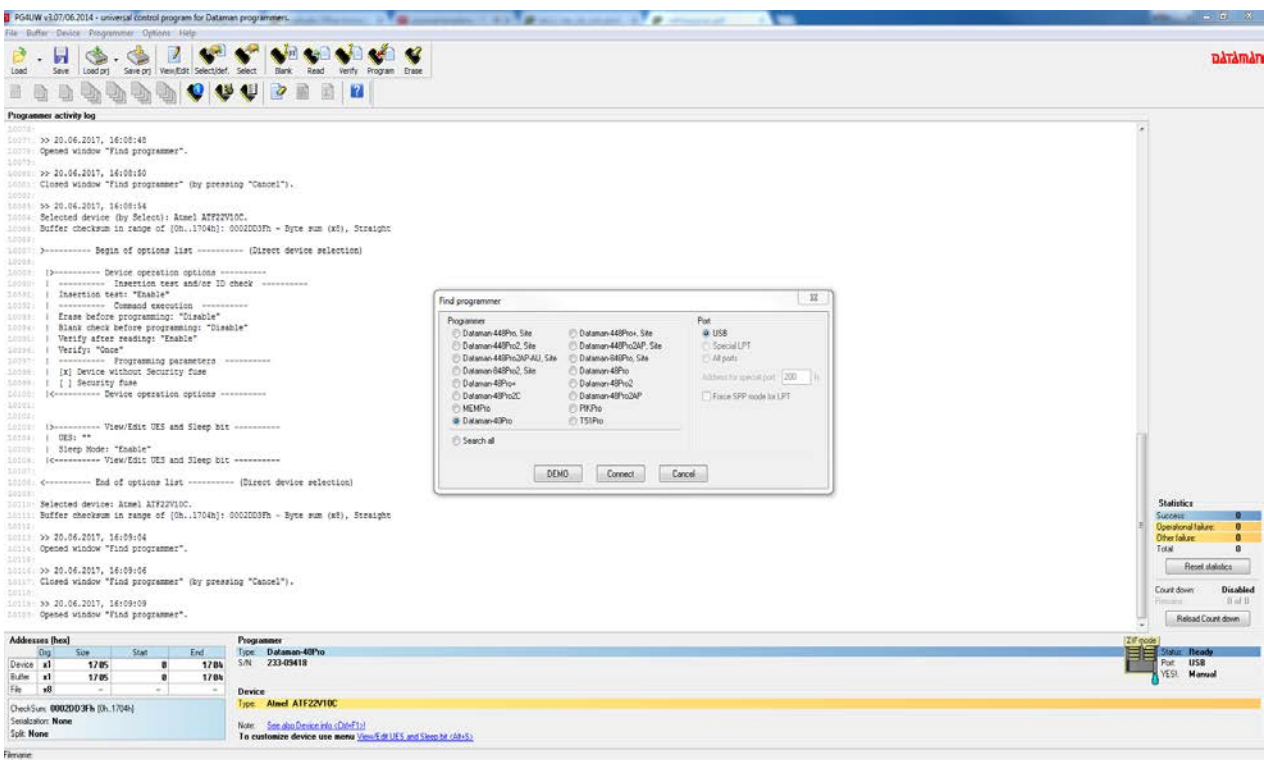 PG4UW v3.07/06.2014 - universal control program for Dataman programmers.
File Buffer Device Programmer Options Help
Load Save Load prj Save prj View/Edit Select/def. Select Blank Read Verify Program Erase
DATAMAN
Programmer activity log
>> 20.06.2017, 16:08:48
Opened window "Find programmer".
>> 20.06.2017, 16:08:50
Closed window "Find programmer" (by pressing "Cancel").
>> 20.06.2017, 16:08:54
Selected device (by Select): Atmel ATF22V10C.
Buffer checksum in range of [0h..1704h]: 0002DD3Fh - Byte sum (x8), Straight
>---------- Begin of options list ---------- (Direct device selection)
|>---------- Device operation options ----------
| ---------- Insertion test and/or ID check ----------
| Insertion test: "Enable"
| ---------- Command execution ----------
| Erase before programming: "Disable"
| Blank check before programming: "Disable"
| Verify after reading: "Enable"
| Verify: "Once"
| ---------- Programming parameters ----------
| [x] Device without Security fuse
| [ ] Security fuse
|<---------- Device operation options ----------
|>---------- View/Edit UES and Sleep bit ----------
| UES: ""
| Sleep Mode: "Enable"
|<---------- View/Edit UES and Sleep bit ----------
<---------- End of options list ---------- (Direct device selection)
Selected device: Atmel ATF22V10C.
Buffer checksum in range of [0h..1704h]: 0002DD3Fh - Byte sum (x8), Straight
>> 20.06.2017, 16:09:04
Opened window "Find programmer".
>> 20.06.2017, 16:09:06
Closed window "Find programmer" (by pressing "Cancel").
>> 20.06.2017, 16:09:09
Opened window "Find programmer".
Find programmer
Programmer
Dataman-448Pro, Site Dataman-448Pro+, Site
Dataman-448Pro2, Site Dataman-448Pro2AP, Site
Dataman-448Pro2AP-AU, Site Dataman-848Pro, Site
Dataman-848Pro2, Site Dataman-48Pro
Dataman-48Pro+ Dataman-48Pro2
Dataman-48Pro2C Dataman-48Pro2AP
MEMPro PIKPro
Dataman-40Pro T51Pro
Search all
Port
USB
Special LPT
All ports
Address for special port 200 h
Force SPP mode for LPT
DEMO Connect Cancel
Statistics
Success: 0
Operational failure: 0
Other failure: 0
Total: 0
Reset statistics
Count down: Disabled
Remains: 0 of 0
Reload Count down
Addresses (hex)
Org Size Start End
Device x1 1705 0 1704
Buffer x1 1705 0 1704
File x8 - - -
CheckSum: 0002DD3Fh [0h..1704h]
Serialization: None
Split: None
Programmer
Type: Dataman-40Pro
S/N: 233-09418
Device
Type: Atmel ATF22V10C
Note: See also Device info <Ctrl+F1>!
To customize device use menu View/Edit UES and Sleep bit <Alt+S>
ZIF mode
Status: Ready
Port: USB
YES!: Manual
Filename: